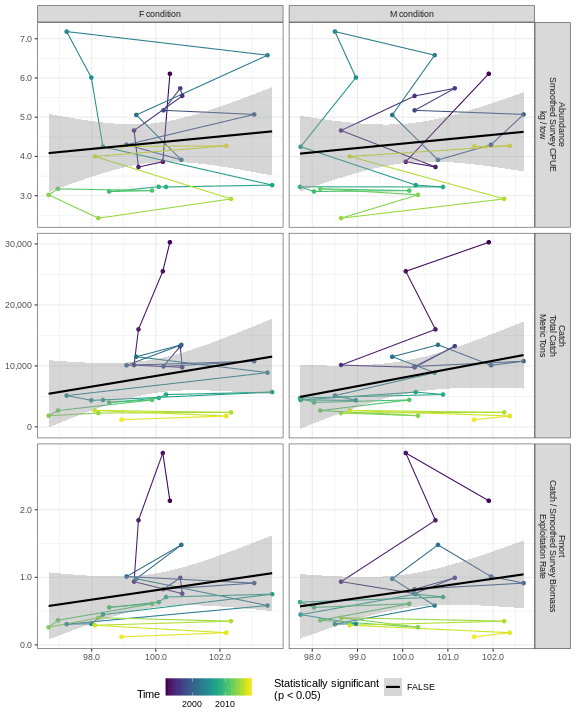 F condition
M condition
7.0
6.0
5.0
4.0
3.0
Abundance
Smoothed Survey CPUE
kg / tow
30,000
20,000
10,000
0
Catch
Total Catch
Metric Tons
2.0
1.0
0.0
Fmort
Catch / Smoothed Survey Biomass
Exploitation Rate
98.0
100.0
102.0
98.0
99.0
100.0
101.0
102.0
Time
2000
2010
Statistically significant
(p < 0.05)
FALSE